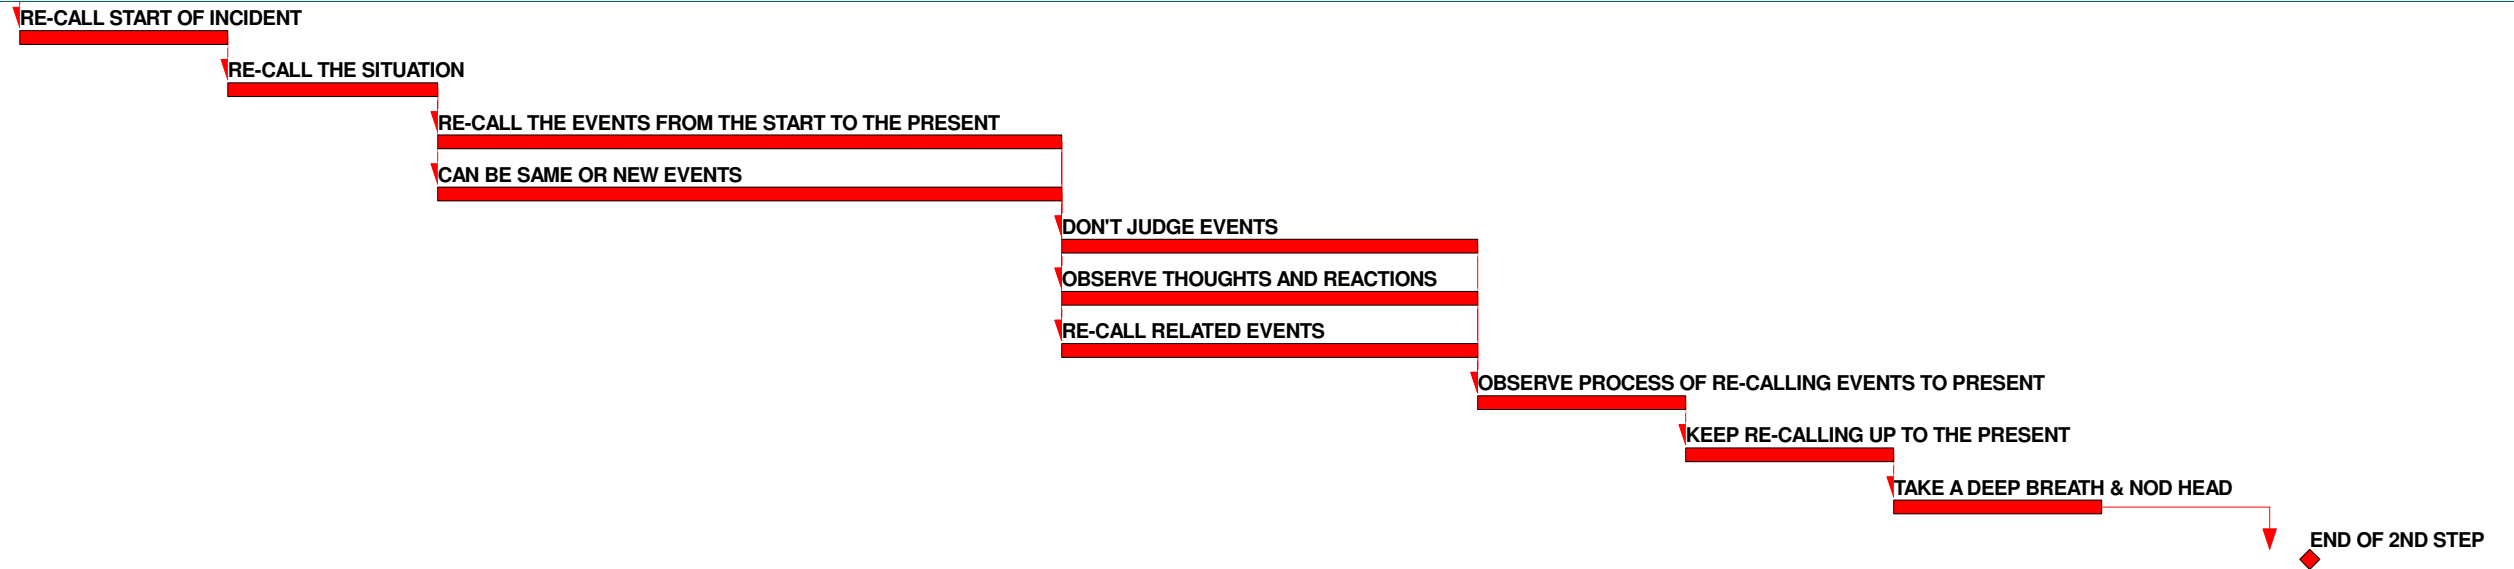 RE-CALL START OF INCIDENT
RE-CALL THE SITUATION
RE-CALL THE EVENTS FROM THE START TO THE PRESENT
CAN BE SAME OR NEW EVENTS
DON'T JUDGE EVENTS
OBSERVE THOUGHTS AND REACTIONS
RE-CALL RELATED EVENTS
OBSERVE PROCESS OF RE-CALLING EVENTS TO PRESENT
KEEP RE-CALLING UP TO THE PRESENT
TAKE A DEEP BREATH & NOD HEAD
END OF 2ND STEP